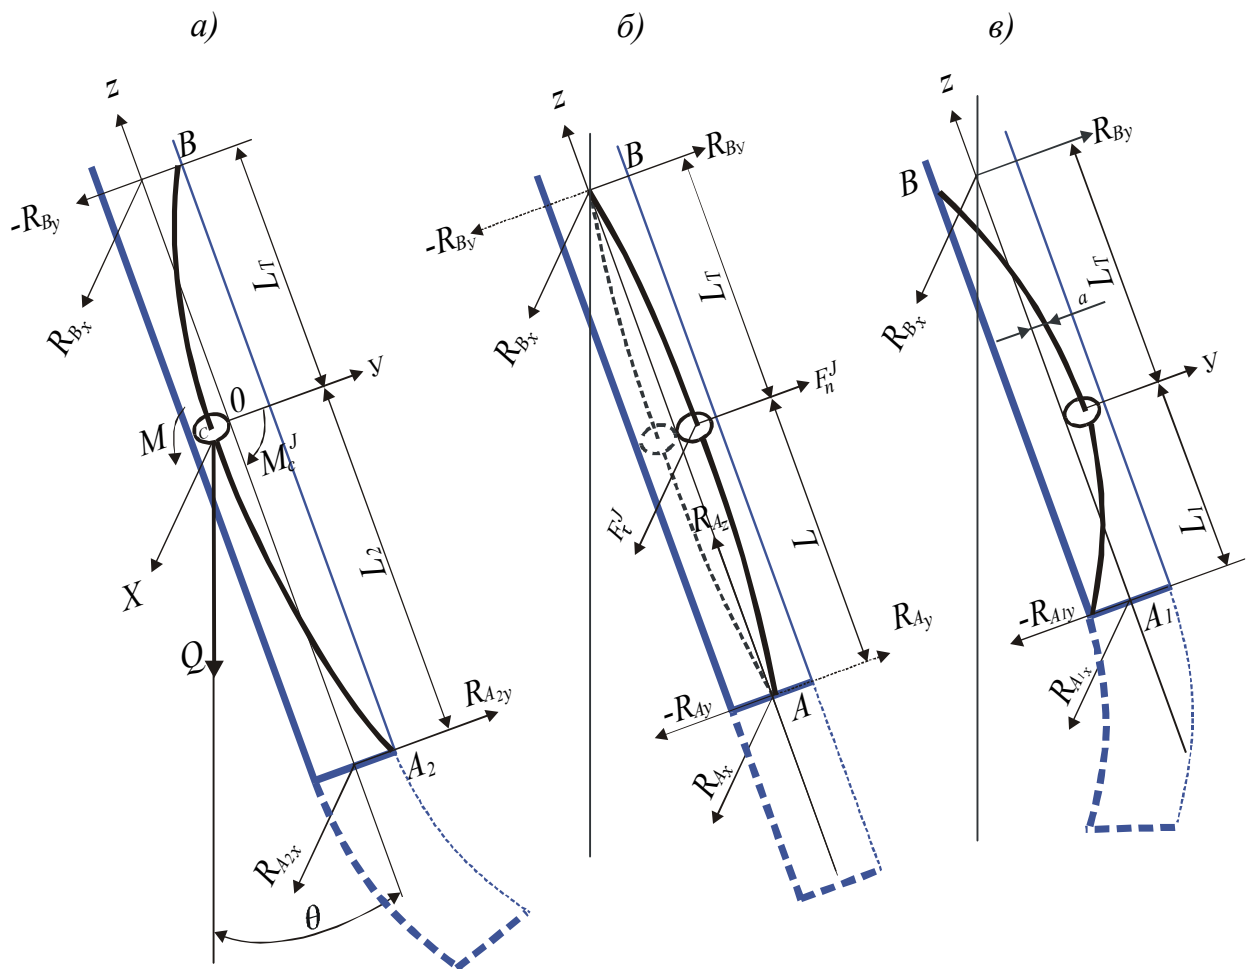 а)
z
B
-R_By
R_Bx
L_T
y
0
C
M
M_c^J
X
L_2
Q
R_A2y
A_2
R_A2x
θ
б)
z
B
R_By
-R_By
R_Bx
L_T
F_n^J
F_τ^J
R_Az
L
R_Ay
-R_Ay
A
R_Ax
в)
z
R_By
B
R_Bx
L_T
a
y
L_1
-R_A1y
A_1
R_A1x